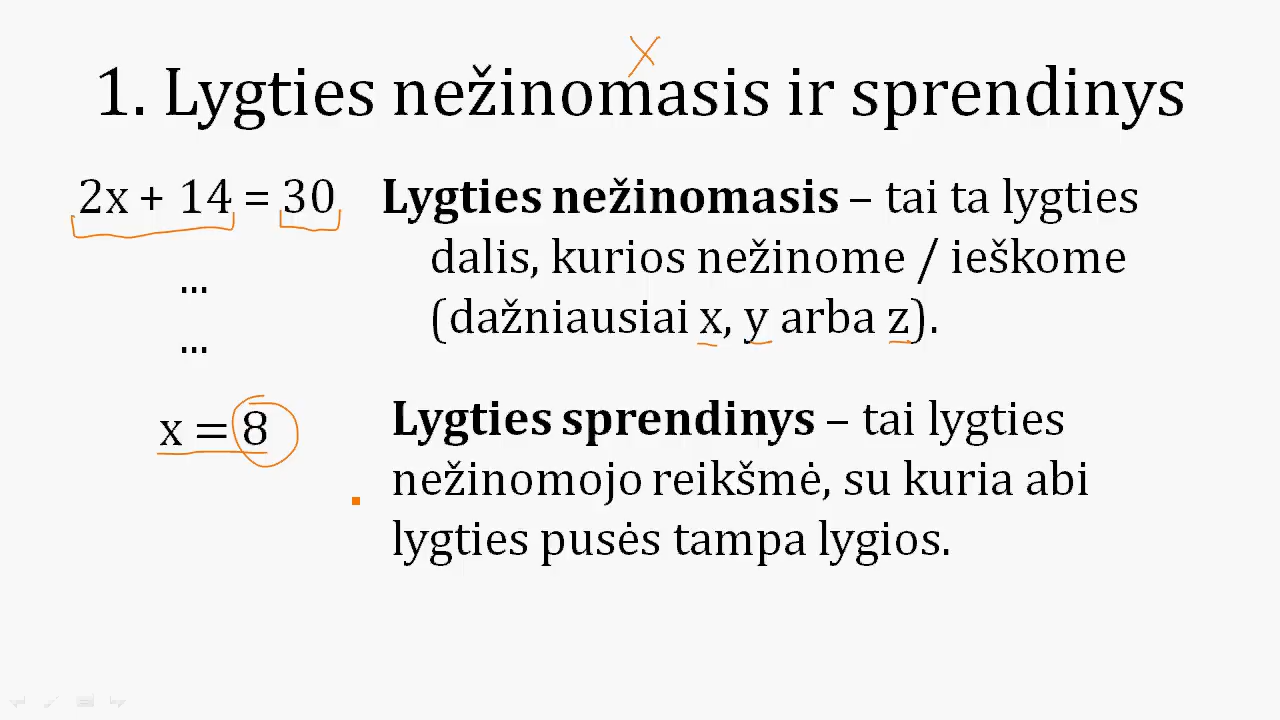 x
1. Lygties nežinomasis ir sprendinys
2x + 14 = 30
...
...
x = 8
Lygties nežinomasis – tai ta lygties
dalis, kurios nežinome / ieškome
(dažniausiai x, y arba z).
Lygties sprendinys – tai lygties
nežinomojo reikšmė, su kuria abi
lygties pusės tampa lygios.